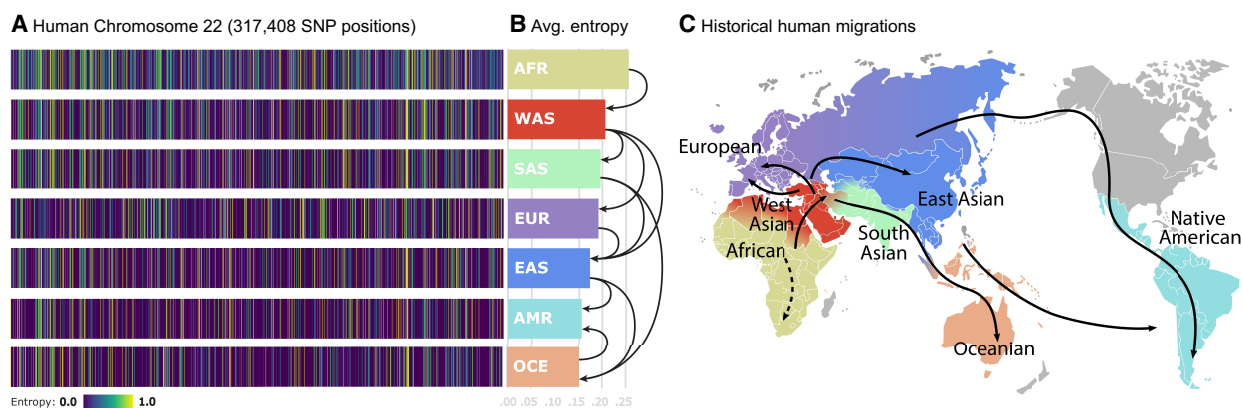 A Human Chromosome 22 (317,408 SNP positions)
B Avg. entropy
C Historical human migrations
AFR
WAS
SAS
EUR
EAS
AMR
OCE
Entropy: 0.0 1.0
.00 .05 .10 .15 .20 .25
European
West
Asian
African
East Asian
South
Asian
Oceanian
Native
American